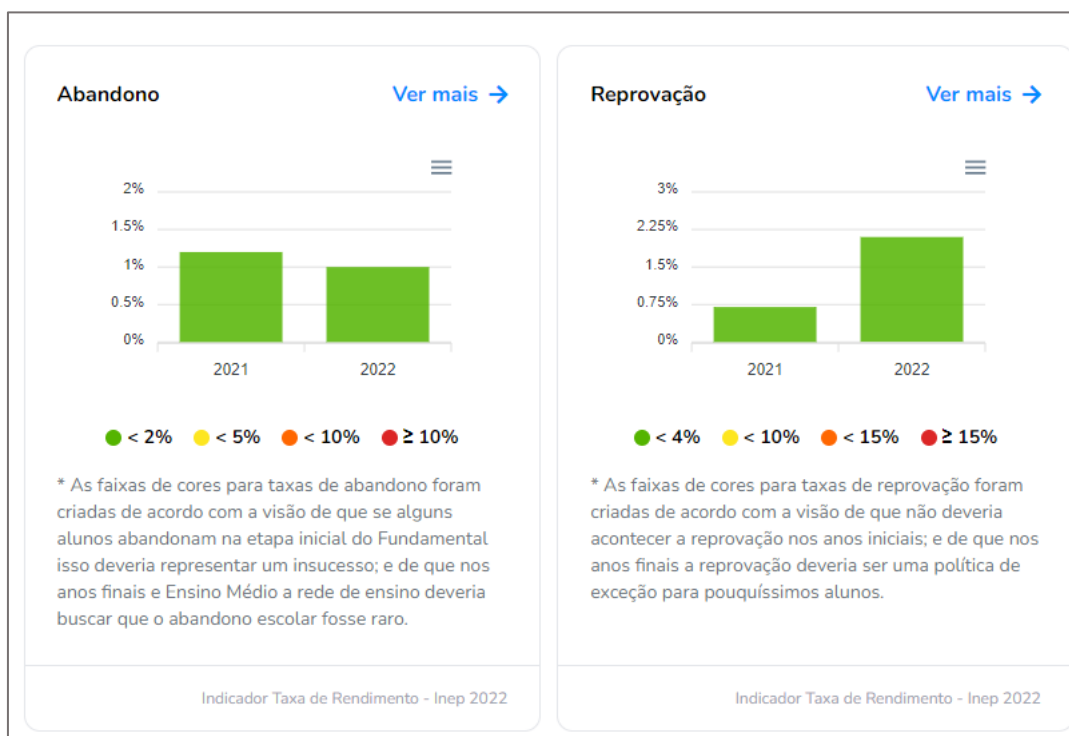 Abandono
Ver mais →
2%
1.5%
1%
0.5%
0%
2021
2022
< 2%
< 5%
< 10%
≥ 10%
* As faixas de cores para taxas de abandono foram
criadas de acordo com a visão de que se alguns
alunos abandonam na etapa inicial do Fundamental
isso deveria representar um insucesso; e de que nos
anos finais e Ensino Médio a rede de ensino deveria
buscar que o abandono escolar fosse raro.
Indicador Taxa de Rendimento - Inep 2022
Reprovação
Ver mais →
3%
2.25%
1.5%
0.75%
0%
2021
2022
< 4%
< 10%
< 15%
≥ 15%
* As faixas de cores para taxas de reprovação foram
criadas de acordo com a visão de que não deveria
acontecer a reprovação nos anos iniciais; e de que nos
anos finais a reprovação deveria ser uma política de
exceção para pouquíssimos alunos.
Indicador Taxa de Rendimento - Inep 2022